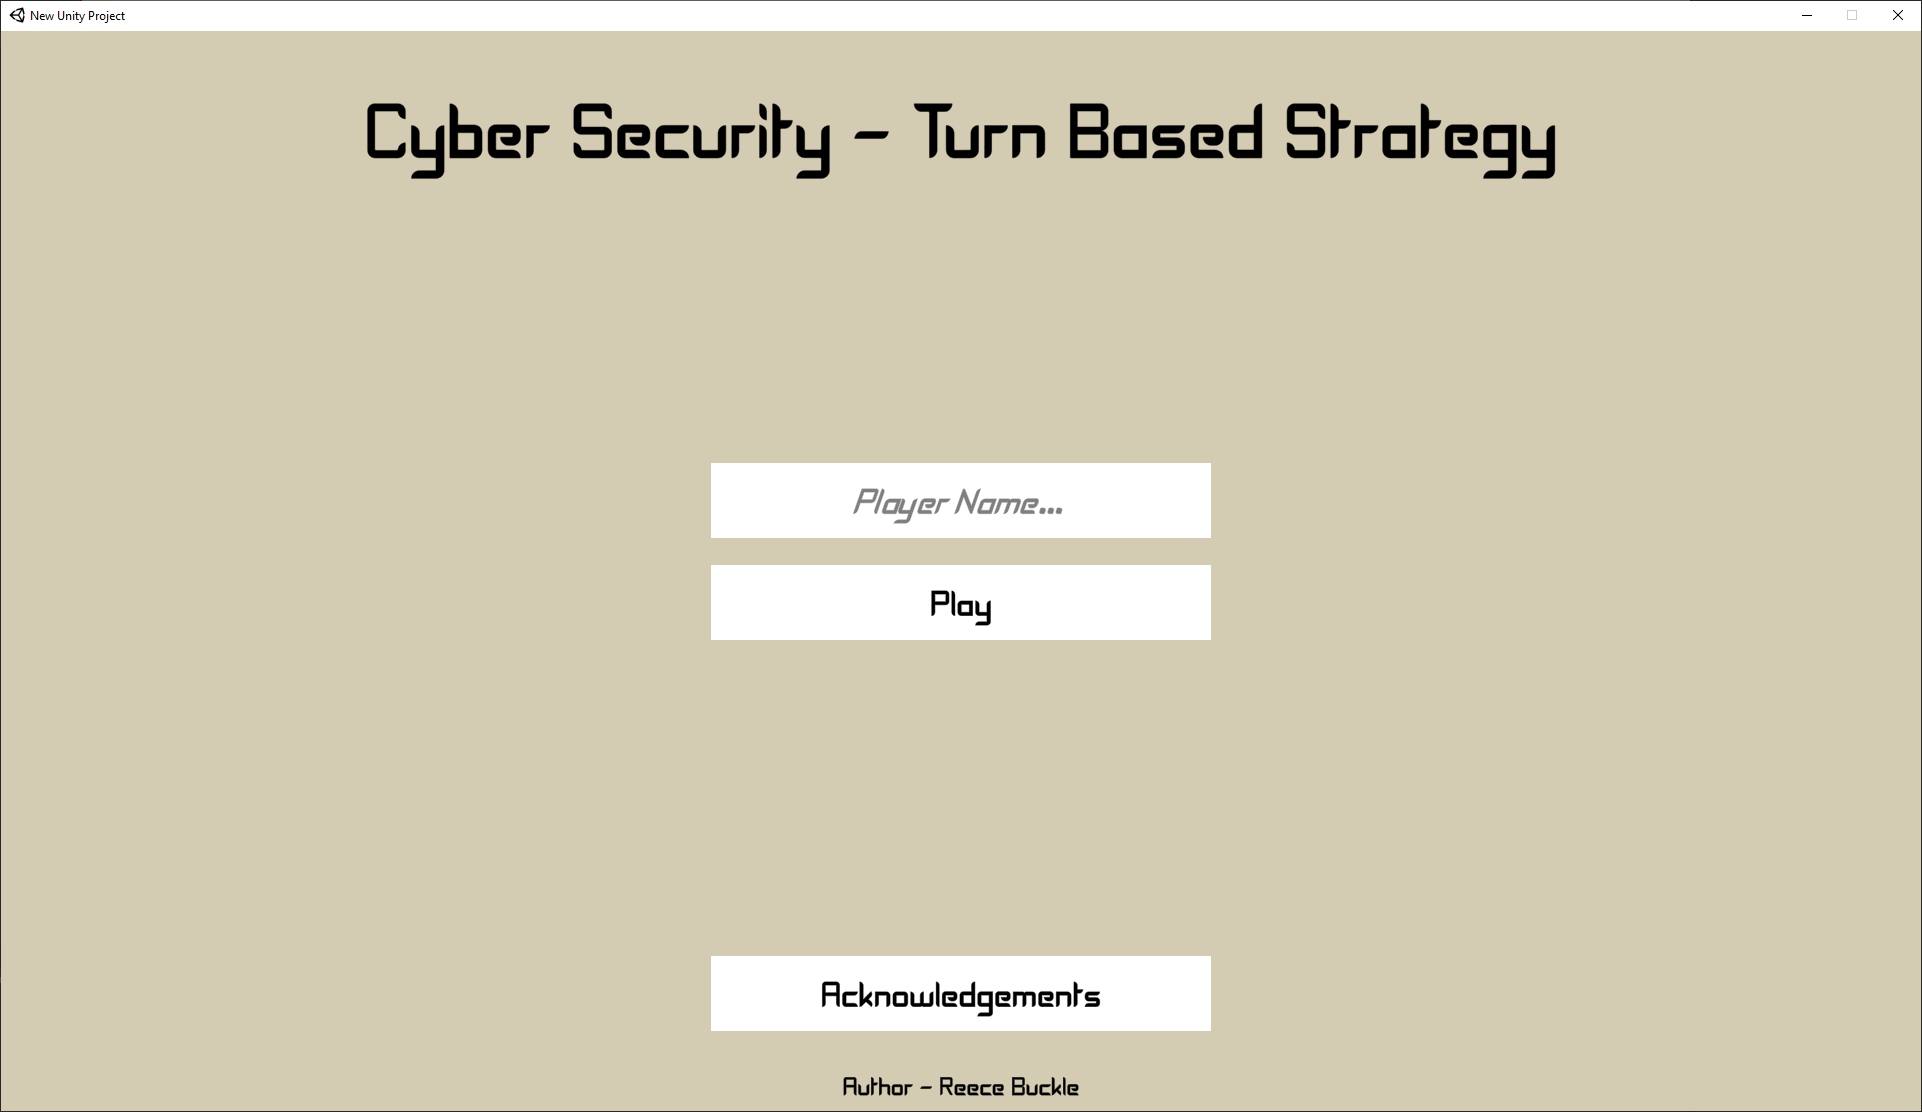 New Unity Project
Cyber Security - Turn Based Strategy
Player Name...
Play
Acknowledgements
Author - Reece Buckle